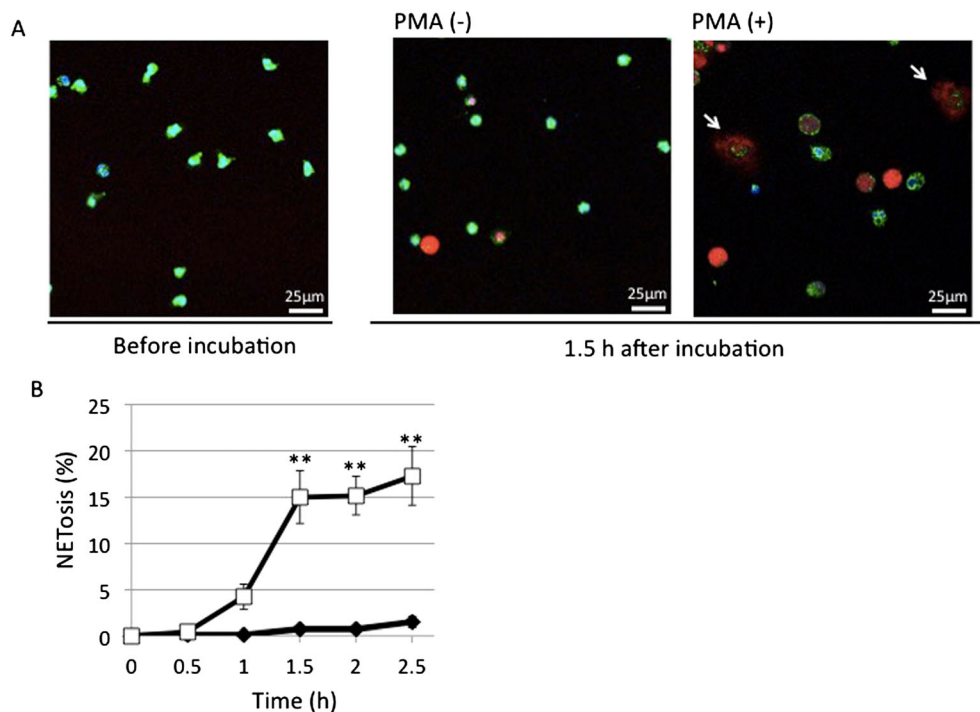 A
PMA (-)
PMA (+)
25μm
25μm
25μm
Before incubation
1.5 h after incubation
B
25
20
15
10
5
0
NETosis (%)
**
**
**
0 0.5 1 1.5 2 2.5
Time (h)